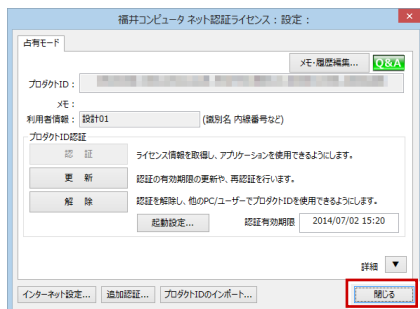 福井コンピュータ ネット認証ライセンス：設定：
占有モード
メモ・履歴編集... Q&A
プロダクトID：
メモ：
利用者情報： 設計01 (識別名 内線番号など)
プロダクトID認証
認 証 ライセンス情報を取得し、アプリケーションを使用できるようにします。
更 新 認証の有効期限の更新や、再認証を行います。
解 除 認証を解除し、他のPC/ユーザーでプロダクトIDを使用できるようにします。
起動設定... 認証有効期限 2014/07/02 15:20
詳細 ▼
インターネット設定... 追加認証... プロダクトIDのインポート... 閉じる